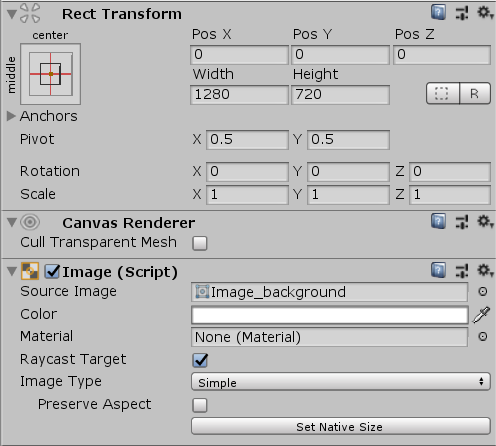 Rect Transform
center
middle
Pos X Pos Y Pos Z
0 0 0
Width Height
1280 720 R
Anchors
Pivot X 0.5 Y 0.5
Rotation X 0 Y 0 Z 0
Scale X 1 Y 1 Z 1
Canvas Renderer
Cull Transparent Mesh
Image (Script)
Source Image Image_background
Color
Material None (Material)
Raycast Target
Image Type Simple
Preserve Aspect
Set Native Size